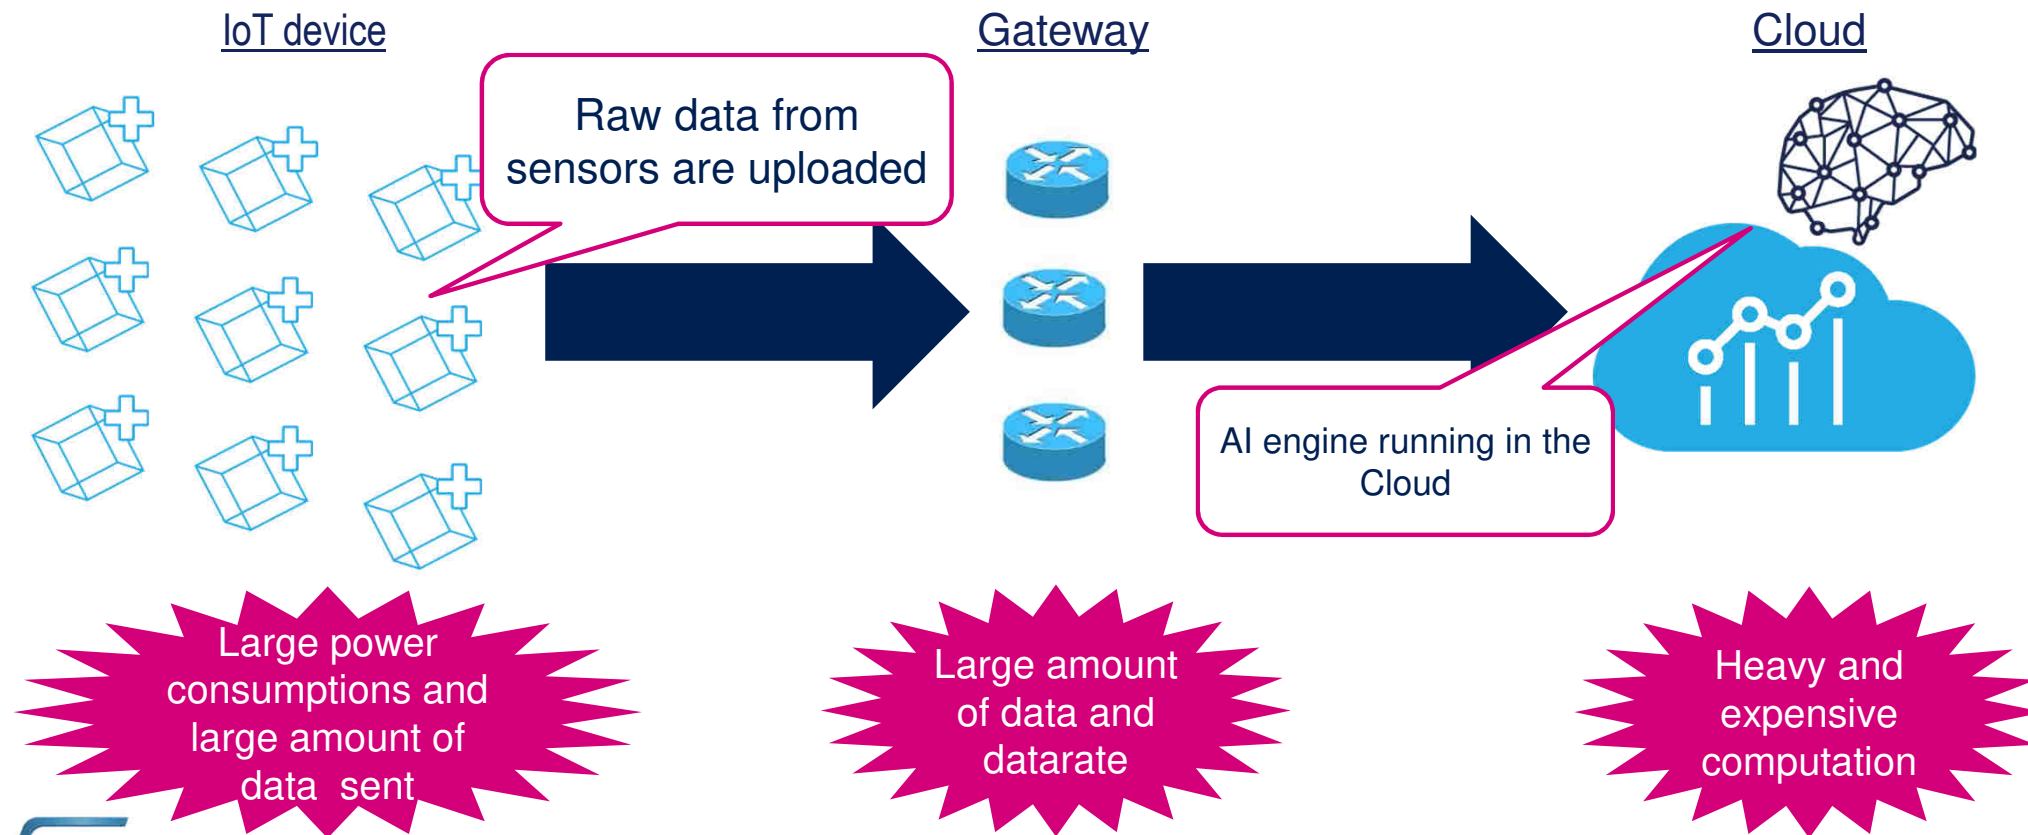 IoT device
Gateway
Cloud
Raw data from
sensors are uploaded
AI engine running in the
Cloud
Large power
consumptions and
large amount of
data  sent
Large amount
of data and
datarate
Heavy and
expensive
computation